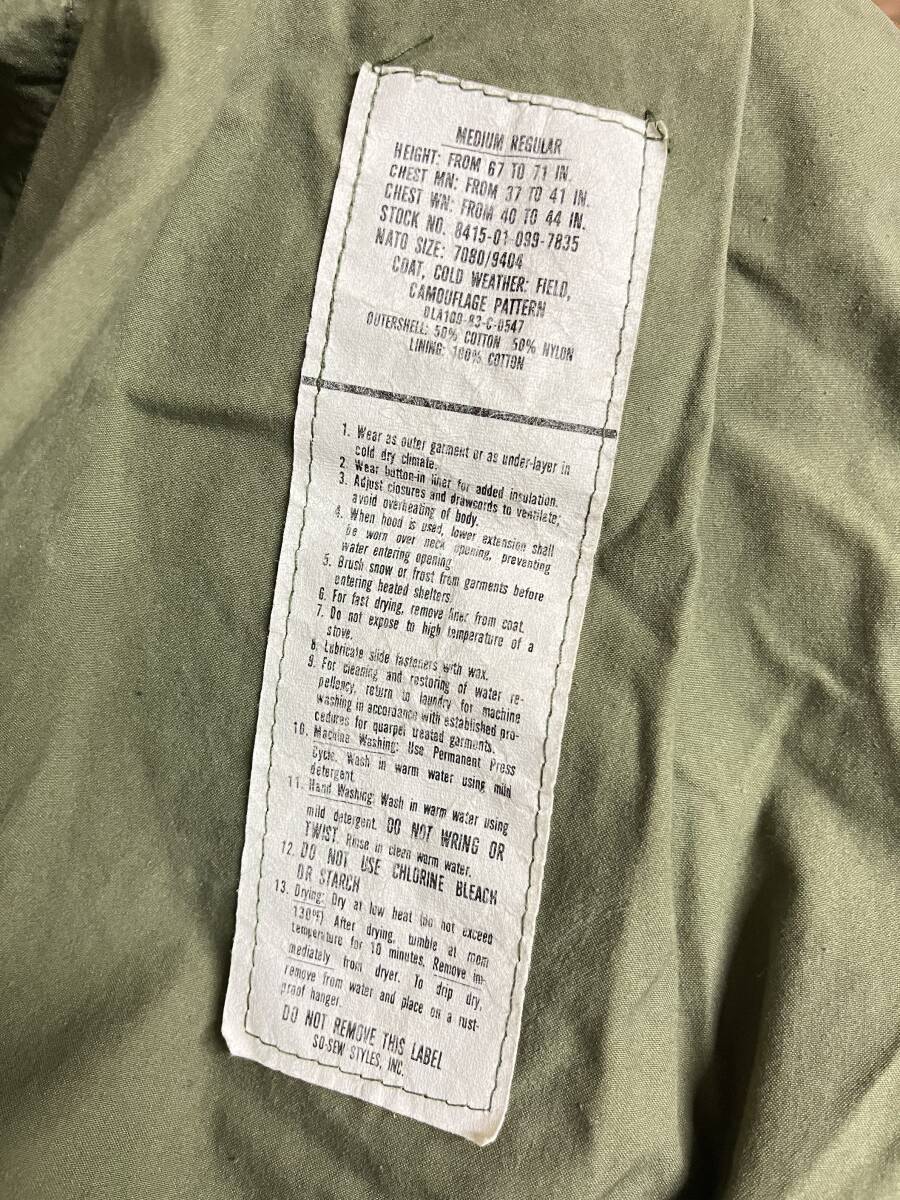 MEDIUM REGULAR
HEIGHT: FROM 67 TO 71 IN.
CHEST MN: FROM 37 TO 41 IN.
CHEST WN: FROM 40 TO 44 IN.
STOCK NO. 8415-01-099-7835
NATO SIZE: 7080/9404
COAT, COLD WEATHER: FIELD,
CAMOUFLAGE PATTERN
DLA100-83-C-0547
OUTERSHELL: 50% COTTON 50% NYLON
LINING: 100% COTTON
1. Wear as outer garment or as under-layer in
cold dry climate.
2. Wear button-in liner for added insulation.
3. Adjust closures and drawcords to ventilate,
avoid overheating of body.
4. When hood is used, lower extension shall
be worn over neck opening, preventing
water entering opening
5. Brush snow or frost from garments before
entering heated shelters
6. For fast drying, remove liner from coat.
7. Do not expose to high temperature of a
stove.
8. Lubricate slide fasteners with wax.
9. For cleaning and restoring of water re-
pellency, return to laundry for machine
washing in accordance with established pro-
cedures for quarpel treated garments.
10. Machine Washing: Use Permanent Press
Cycle. Wash in warm water using mild
detergent.
11. Hand Washing: Wash in warm water using
mild detergent. DO NOT WRING OR
TWIST. Rinse in clean warm water.
12. DO NOT USE CHLORINE BLEACH
OR STARCH
13. Drying: Dry at low heat (do not exceed
130°F) After drying, tumble at room
temperature for 10 minutes. Remove im-
mediately from dryer. To drip dry,
remove from water and place on a rust-
proof hanger.
DO NOT REMOVE THIS LABEL
SO-SEW STYLES, INC.